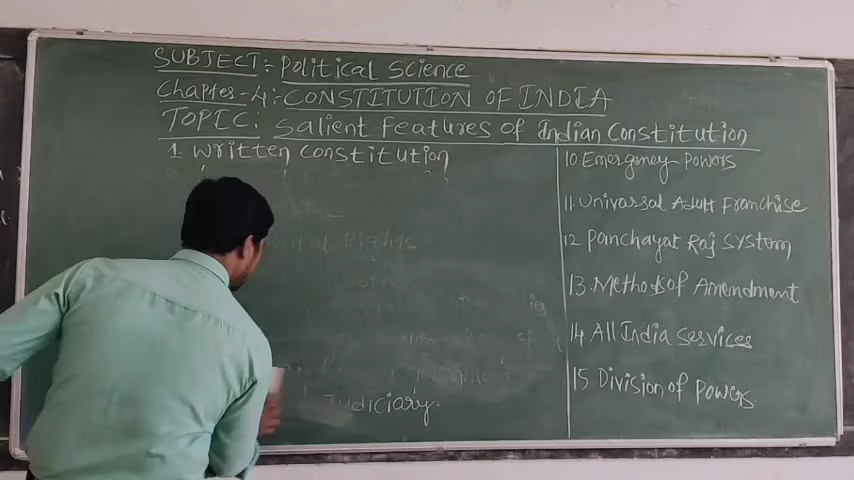 SUBJECT: Political Science
Chapter-4: CONSTITUTION OF INDIA
TOPIC: Salient Features of Indian Constitution
1. Written Constitution
Rights
Judiciary.
10 Emergency Powers
11. Universal Adult Franchise
12 Panchayat Raj System
13. Methods of Amendment
14. All India Services
15. Division of Powers